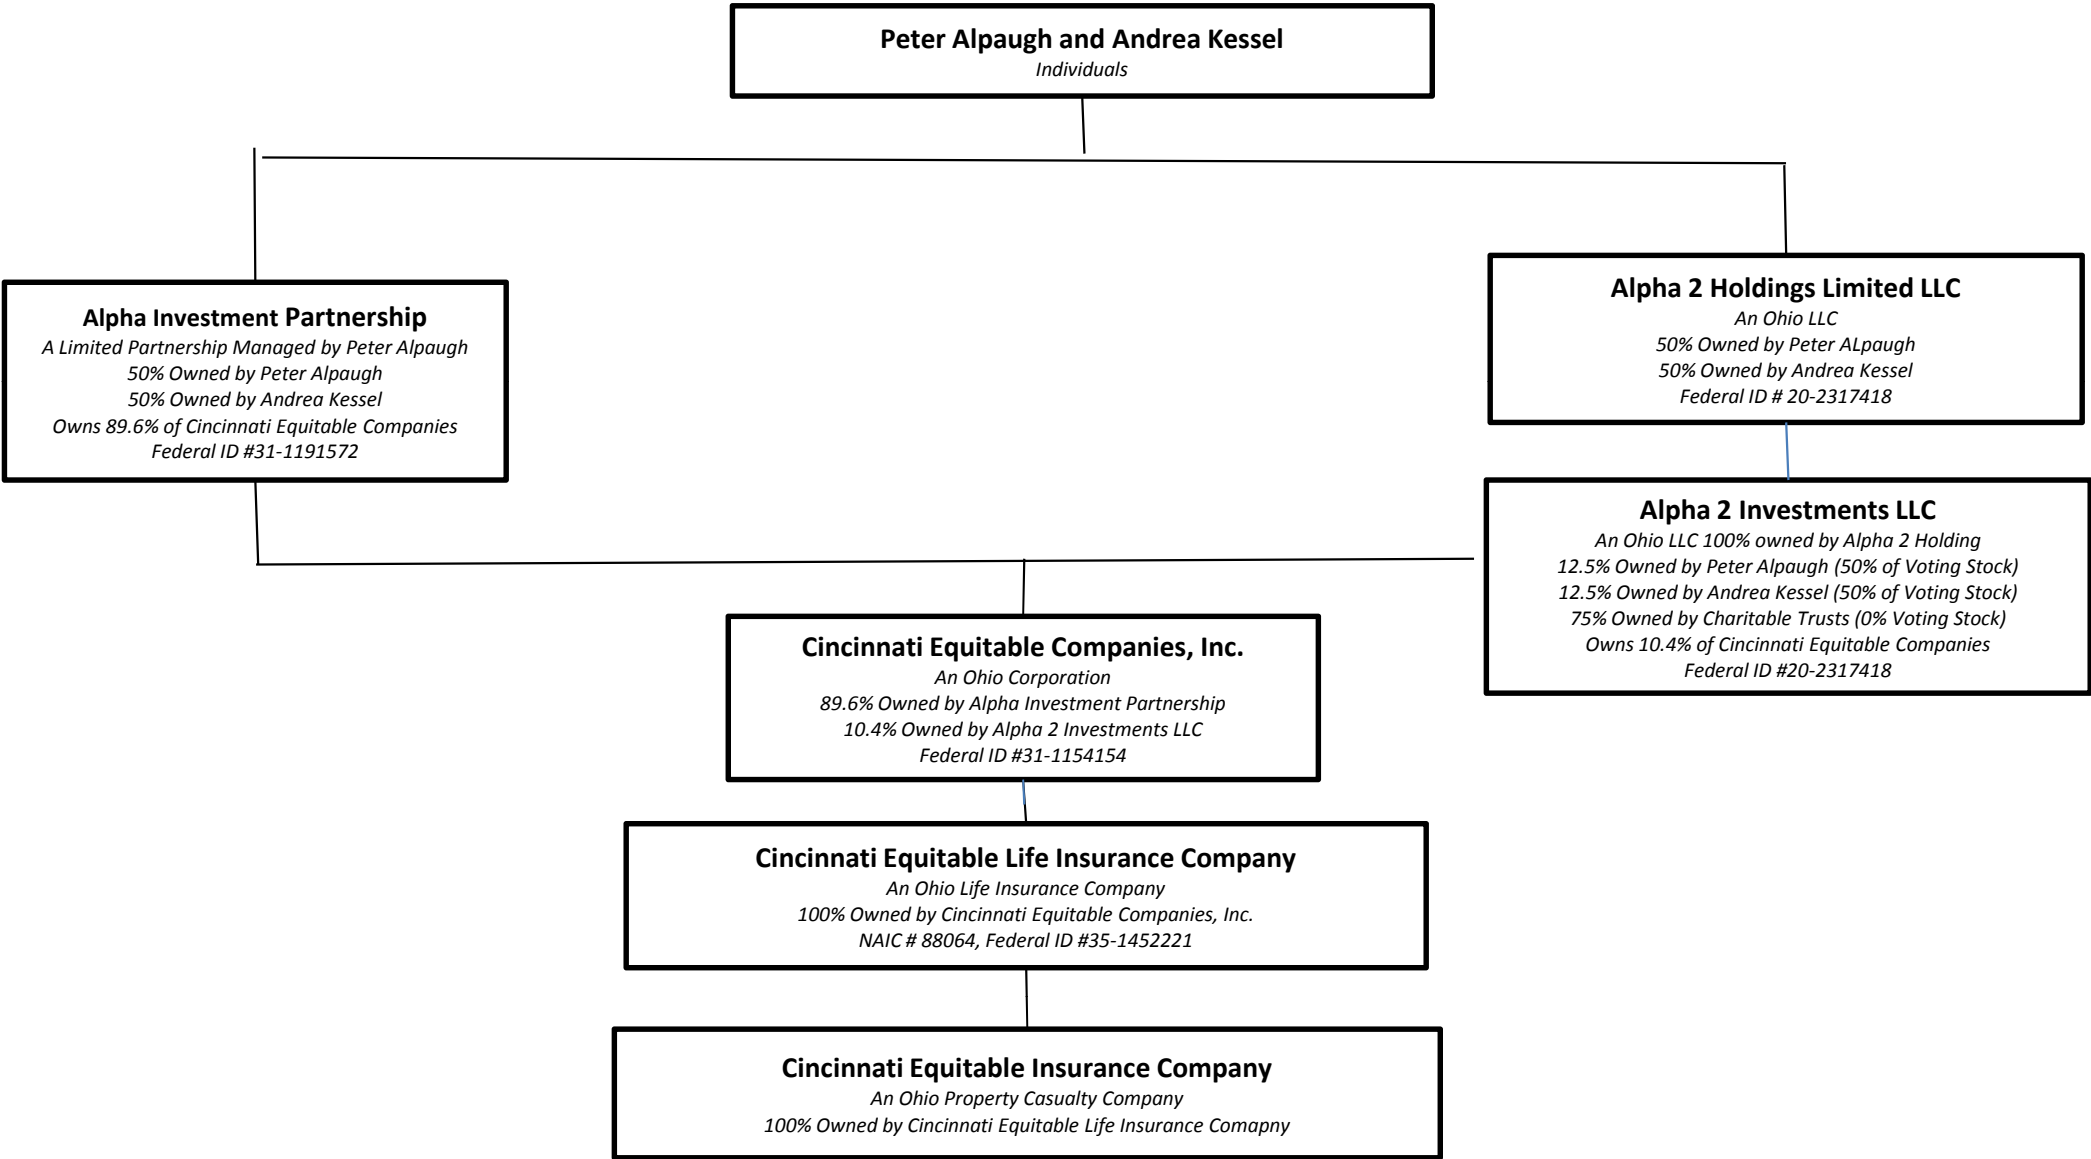 Peter Alpaugh and Andrea Kessel
Individuals
Alpha Investment Partnership
A Limited Partnership Managed by Peter Alpaugh
50% Owned by Peter Alpaugh
50% Owned by Andrea Kessel
Owns 89.6% of Cincinnati Equitable Companies
Federal ID #31-1191572
Alpha 2 Holdings Limited LLC
An Ohio LLC
50% Owned by Peter ALpaugh
50% Owned by Andrea Kessel
Federal ID # 20-2317418
Alpha 2 Investments LLC
An Ohio LLC 100% owned by Alpha 2 Holding
12.5% Owned by Peter Alpaugh (50% of Voting Stock)
12.5% Owned by Andrea Kessel (50% of Voting Stock)
75% Owned by Charitable Trusts (0% Voting Stock)
Owns 10.4% of Cincinnati Equitable Companies
Federal ID #20-2317418
Cincinnati Equitable Companies, Inc.
An Ohio Corporation
89.6% Owned by Alpha Investment Partnership
10.4% Owned by Alpha 2 Investments LLC
Federal ID #31-1154154
Cincinnati Equitable Life Insurance Company
An Ohio Life Insurance Company
100% Owned by Cincinnati Equitable Companies, Inc.
NAIC # 88064, Federal ID #35-1452221
Cincinnati Equitable Insurance Company
An Ohio Property Casualty Company
100% Owned by Cincinnati Equitable Life Insurance Comapny